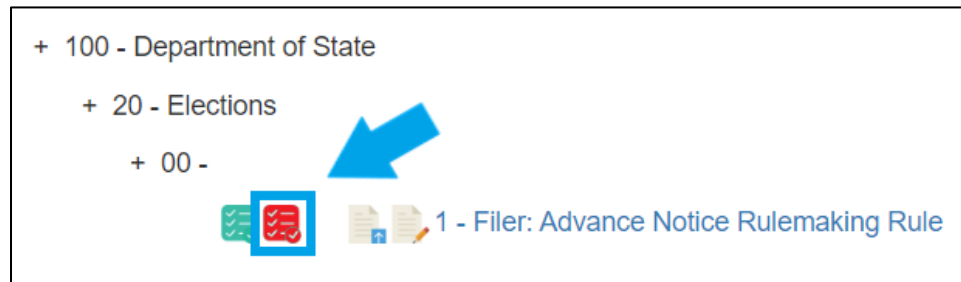 + 100 - Department of State
+ 20 - Elections
+ 00 -
1 - Filer: Advance Notice Rulemaking Rule